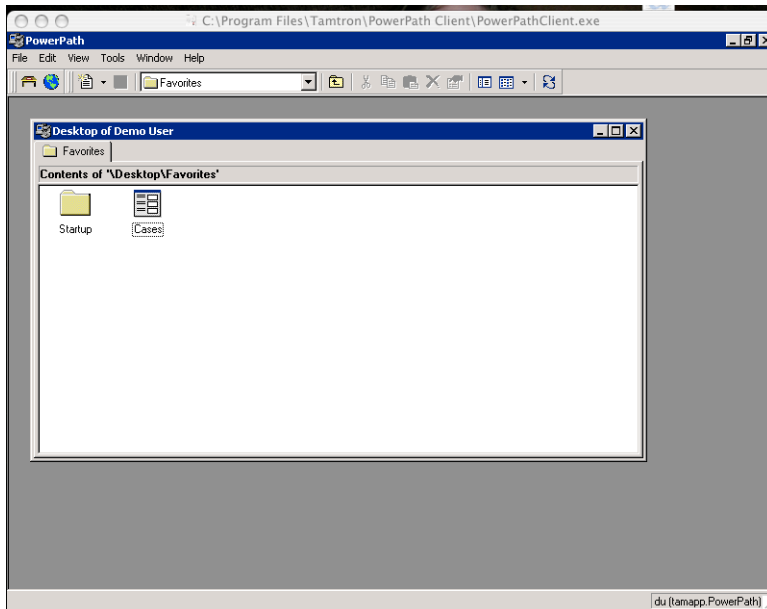 C:\Program Files\Tamtron\PowerPath Client\PowerPathClient.exe
PowerPath
File Edit View Tools Window Help
Favorites
Desktop of Demo User
Favorites
Contents of '\Desktop\Favorites'
Startup Cases
du (tamapp.PowerPath)